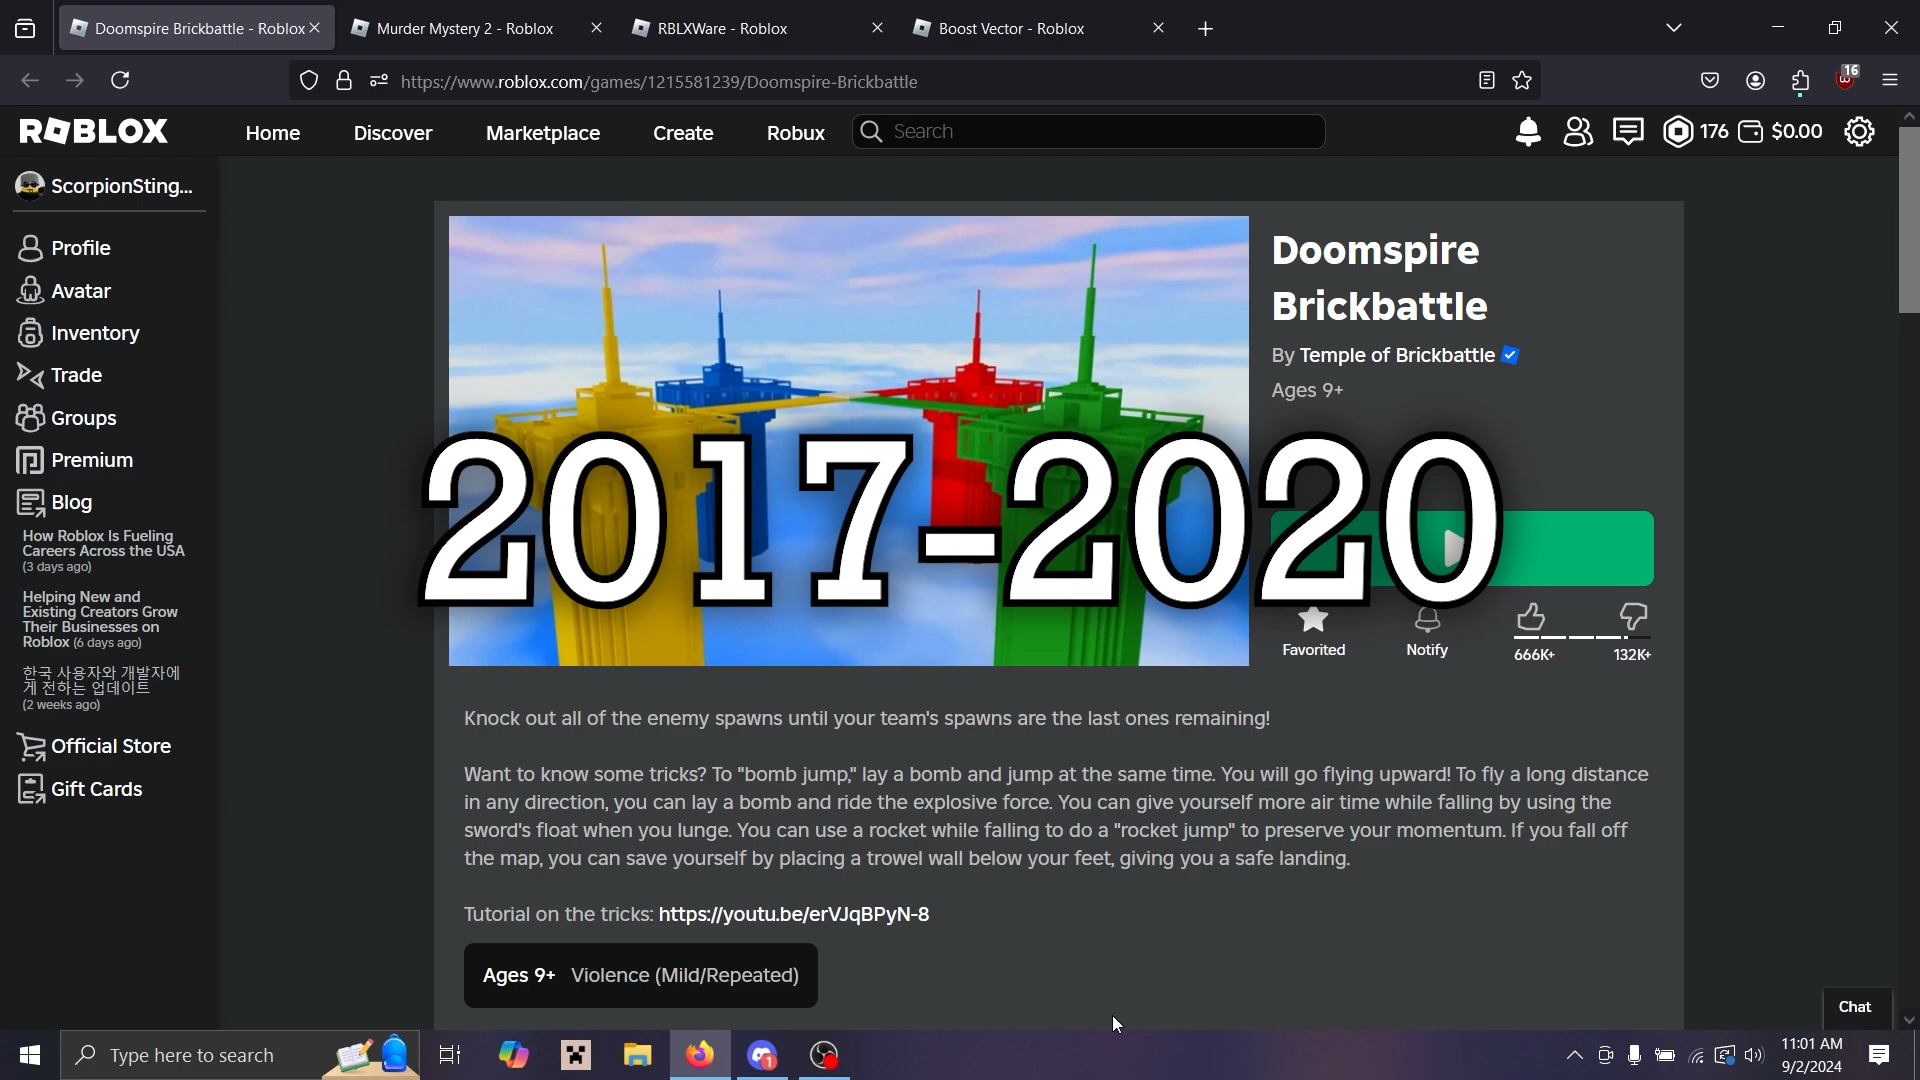 Doomspire Brickbattle - Roblox
Murder Mystery 2 - Roblox
RBLXWare - Roblox
Boost Vector - Roblox
https://www.roblox.com/games/1215581239/Doomspire-Brickbattle
16
ROBLOX
Home
Discover
Marketplace
Create
Robux
Search
176
$0.00
ScorpionSting...
Profile
Avatar
Inventory
Trade
Groups
Premium
Blog
How Roblox Is Fueling
Careers Across the USA
(3 days ago)
Helping New and
Existing Creators Grow
Their Businesses on
Roblox (6 days ago)
한국 사용자와 개발자에
게 전하는 업데이트
(2 weeks ago)
Official Store
Gift Cards
Doomspire
Brickbattle
By Temple of Brickbattle
Ages 9+
2017-2020
Favorited
Notify
666K+
132K+
Knock out all of the enemy spawns until your team's spawns are the last ones remaining!
Want to know some tricks? To "bomb jump," lay a bomb and jump at the same time. You will go flying upward! To fly a long distance
in any direction, you can lay a bomb and ride the explosive force. You can give yourself more air time while falling by using the
sword's float when you lunge. You can use a rocket while falling to do a "rocket jump" to preserve your momentum. If you fall off
the map, you can save yourself by placing a trowel wall below your feet, giving you a safe landing.
Tutorial on the tricks: https://youtu.be/erVJqBPyN-8
Ages 9+ Violence (Mild/Repeated)
Chat
Type here to search
1
11:01 AM
9/2/2024